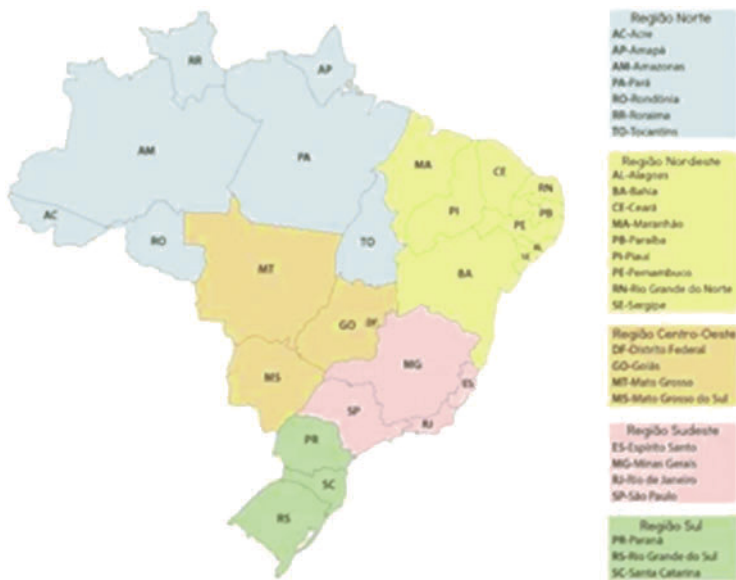 RR
AP
AM
PA
MA
CE
RN
PB
PI
PE
AL
SE
AC
RO
TO
BA
MT
GO
DF
MG
ES
MS
SP
RJ
PR
SC
RS
Região Norte
AC-Acre
AP-Amapá
AM-Amazonas
PA-Pará
RO-Rondônia
RR-Roraima
TO-Tocantins
Região Nordeste
AL-Alagoas
BA-Bahia
CE-Ceará
MA-Maranhão
PB-Paraíba
PI-Piauí
PE-Pernambuco
RN-Rio Grande do Norte
SE-Sergipe
Região Centro-Oeste
DF-Distrito Federal
GO-Goiás
MT-Mato Grosso
MS-Mato Grosso do Sul
Região Sudeste
ES-Espírito Santo
MG-Minas Gerais
RJ-Rio de Janeiro
SP-São Paulo
Região Sul
PR-Paraná
RS-Rio Grande do Sul
SC-Santa Catarina